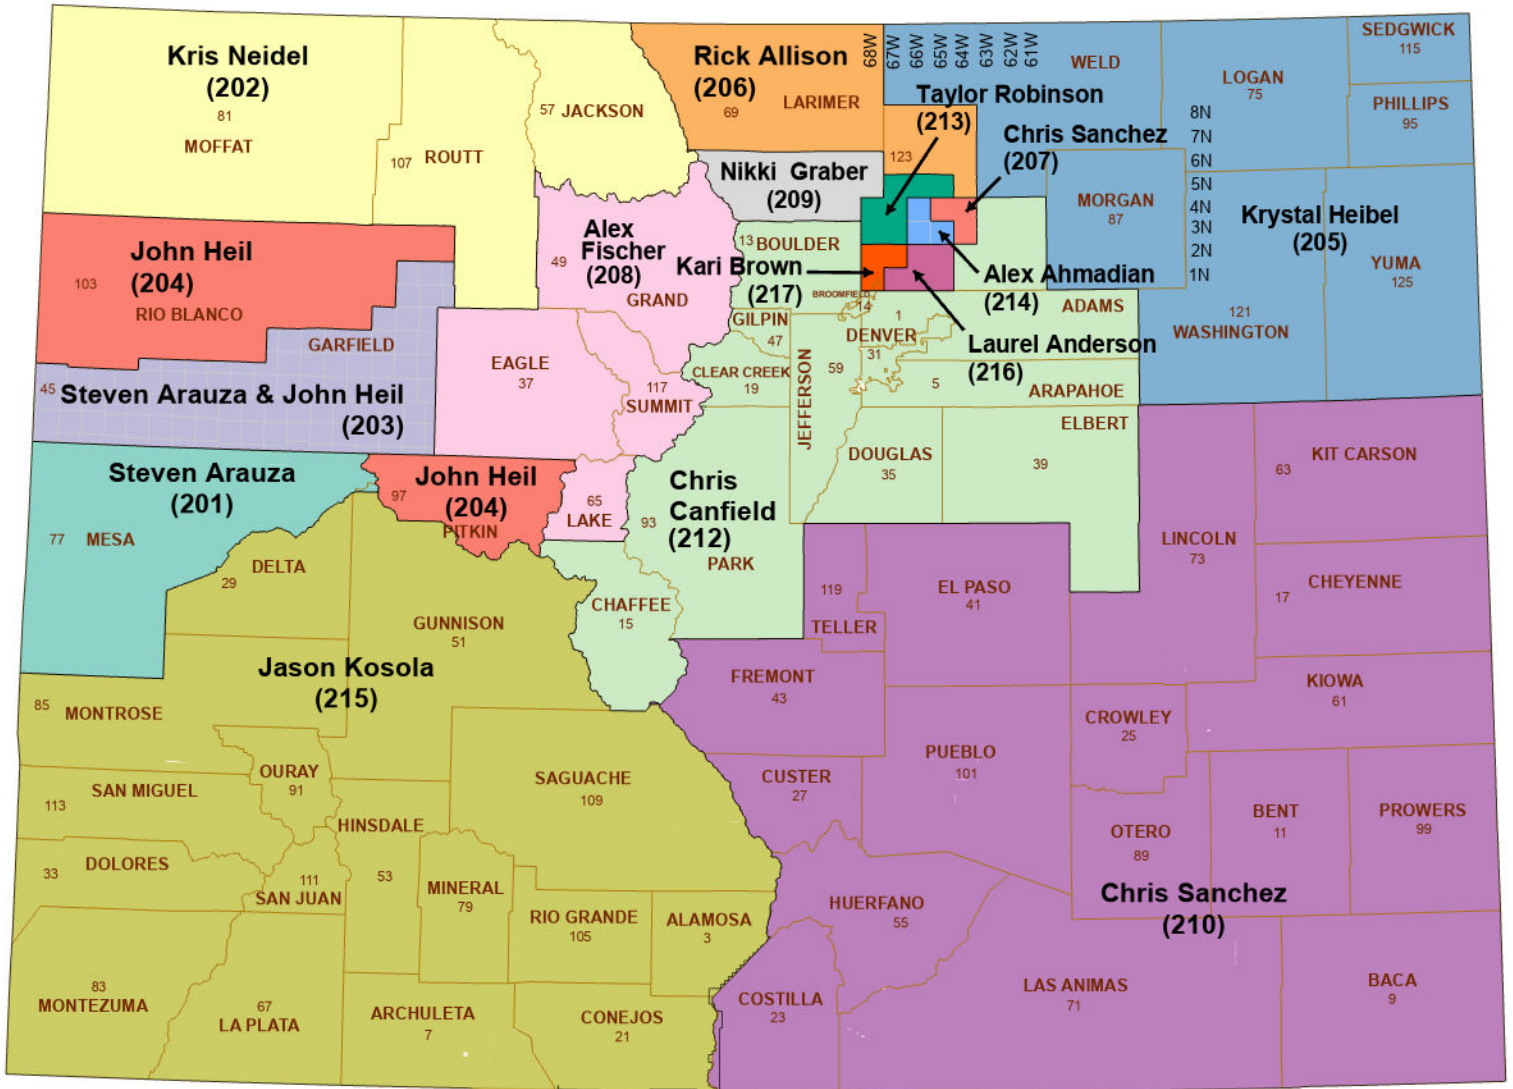 Kris Neidel
(202)
81
MOFFAT
107 ROUTT
57 JACKSON
Rick Allison
(206)
69
LARIMER
123
68W
67W
66W
65W
64W
63W
62W
61W
WELD
LOGAN
75
SEDGWICK
115
PHILLIPS
95
8N
7N
6N
5N
4N
3N
2N
1N
Taylor Robinson
(213)
Chris Sanchez
(207)
Nikki Graber
(209)
MORGAN
87
Krystal Heibel
(205)
YUMA
125
121
WASHINGTON
John Heil
(204)
103
RIO BLANCO
Alex
Fischer
(208)
49
GRAND
13 BOULDER
Kari Brown
(217)
Alex Ahmadian
(214)
BROOMFIELD
14
1
ADAMS
GILPIN
47
DENVER
31
Laurel Anderson
(216)
GARFIELD
45
Steven Arauza & John Heil
(203)
EAGLE
37
117
SUMMIT
CLEAR CREEK
19
JEFFERSON
59
5
ARAPAHOE
ELBERT
39
DOUGLAS
35
Steven Arauza
(201)
77 MESA
John Heil
(204)
97
PITKIN
65
LAKE
Chris
Canfield
(212)
93
PARK
LINCOLN
73
63
KIT CARSON
17
CHEYENNE
29
DELTA
GUNNISON
51
CHAFFEE
15
119
TELLER
EL PASO
41
Jason Kosola
(215)
85 MONTROSE
FREMONT
43
CROWLEY
25
KIOWA
61
OURAY
91
SAGUACHE
109
CUSTER
27
PUEBLO
101
113 SAN MIGUEL
HINSDALE
53
OTERO
89
BENT
11
PROWERS
99
33 DOLORES
111
SAN JUAN
MINERAL
79
RIO GRANDE
105
ALAMOSA
3
HUERFANO
55
Chris Sanchez
(210)
83
MONTEZUMA
67
LA PLATA
ARCHULETA
7
CONEJOS
21
COSTILLA
23
LAS ANIMAS
71
BACA
9